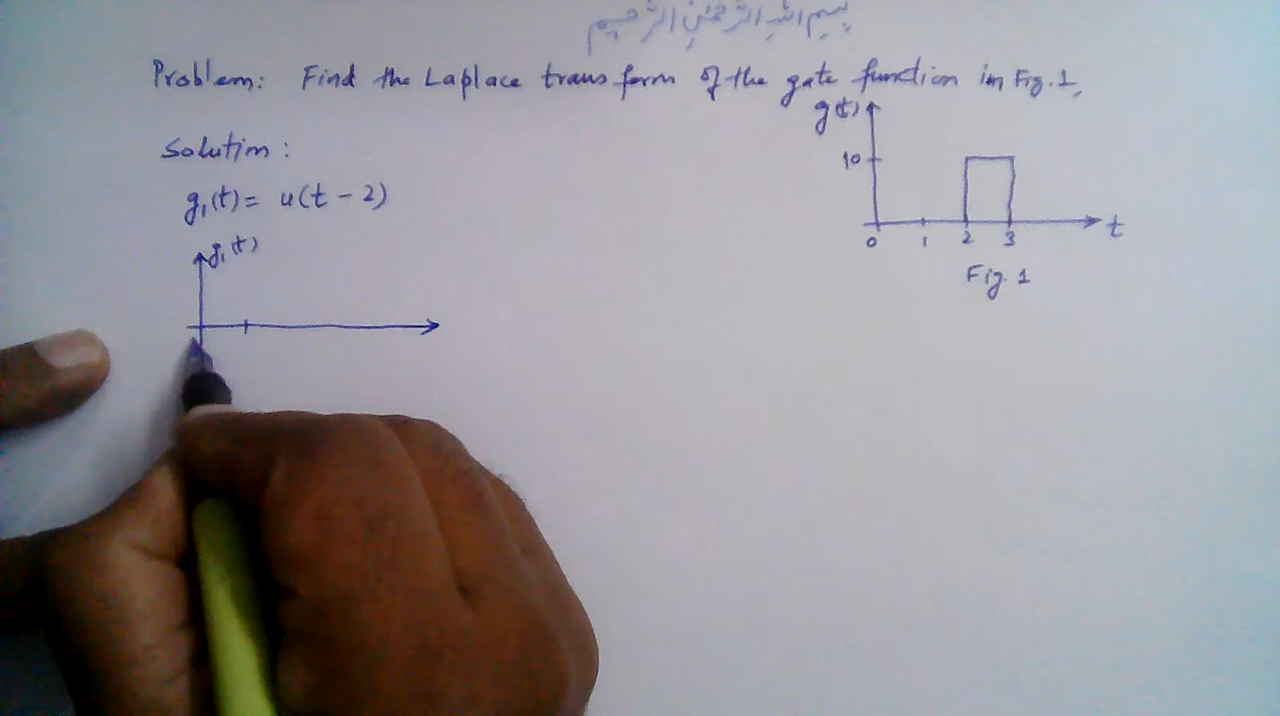 بسم الله الرحمن الرحيم
Problem: Find the Laplace transform of the gate function in Fig. 1,
g(t)
Solution:
10
g₁(t) = u(t - 2)
0 1 2 3 t
g₁(t)
Fig. 1